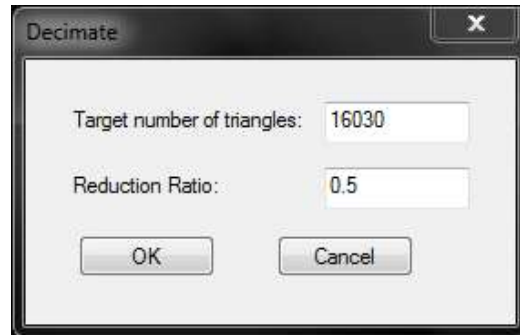 Decimate
Target number of triangles: 16030
Reduction Ratio: 0.5
OK Cancel